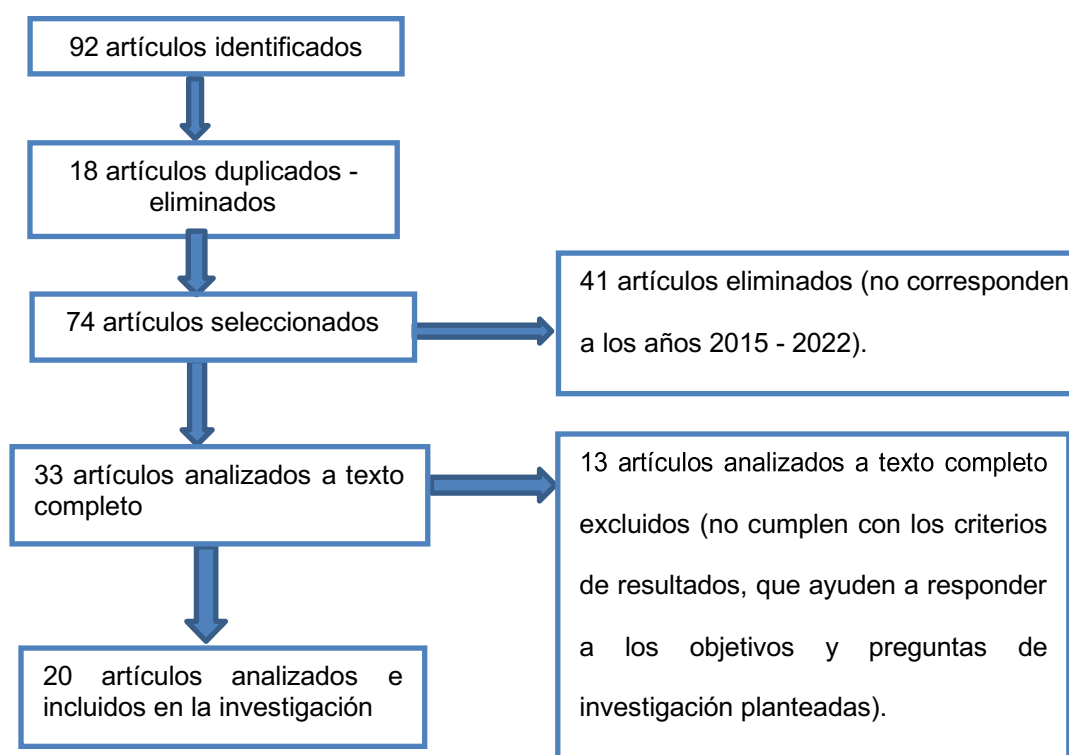 92 artículos identificados
18 artículos duplicados -
eliminados
74 artículos seleccionados
41 artículos eliminados (no corresponden
a los años 2015 - 2022).
33 artículos analizados a texto
completo
13 artículos analizados a texto completo
excluidos (no cumplen con los criterios
de resultados, que ayuden a responder
a los objetivos y preguntas de
investigación planteadas).
20 artículos analizados e
incluidos en la investigación